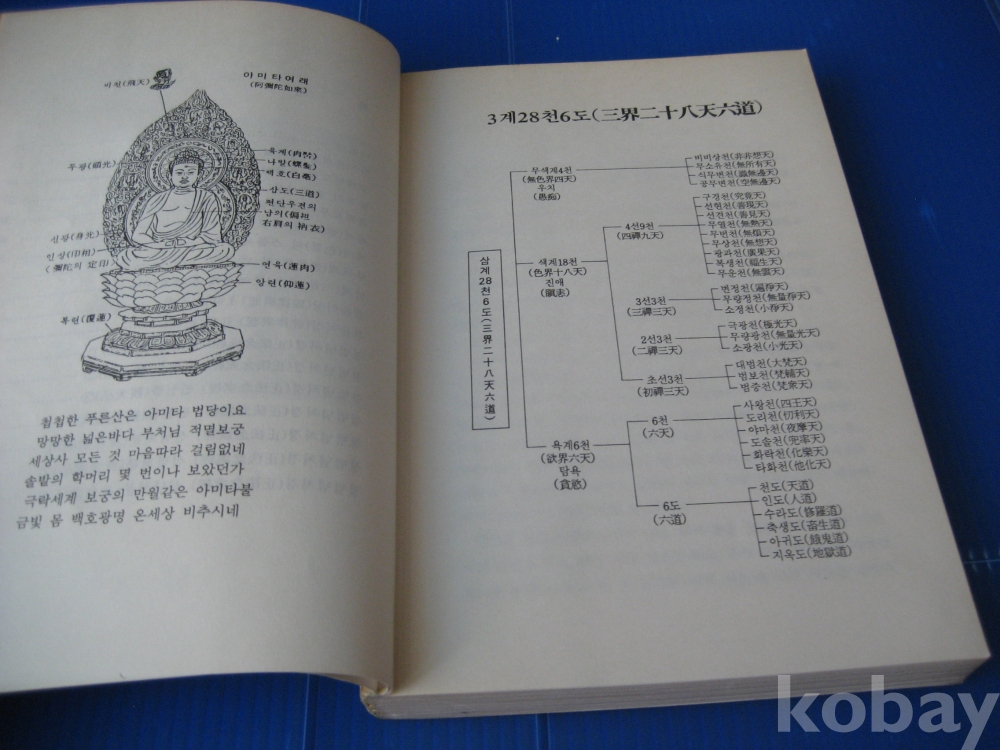 아미타여래
(阿彌陀如來)
비천(飛天)
육계(肉髻)
나발(螺髮)
백호(白毫)
두광(頭光)
삼도(三道)
편단우견의
납의(偏袒
右肩의 衲衣)
신광(身光)
인상(印相)
(彌陀의 定印)
연육(蓮肉)
앙련(仰蓮)
복련(覆蓮)
첩첩한 푸른산은 아미타 법당이요
망망한 넓은바다 부처님 적멸보궁
세상사 모든 것 마음따라 걸림없네
솔밭의 학머리 몇 번이나 보았던가
극락세계 보궁의 만월같은 아미타불
금빛 몸 백호광명 온세상 비추시네
3계28천6도(三界二十八天六道)
삼계28천6도(三界二十八天六道)
무색계4천
(無色界四天)
우치
(愚痴)
비비상천(非非想天)
무소유천(無所有天)
식무변천(識無邊天)
공무변천(空無邊天)
색계18천
(色界十八天)
진애
4선9천
(四禪九天)
구경천(究竟天)
선현천(善現天)
선견천(善見天)
무열천(無熱天)
무번천(無煩天)
무상천(無想天)
광과천(廣果天)
복생천(福生天)
무운천(無雲天)
3선3천
(三禪三天)
변정천(遍淨天)
무량정천(無量淨天)
소정천(小淨天)
2선3천
(二禪三天)
극광천(極光天)
무량광천(無量光天)
소광천(小光天)
초선3천
(初禪三天)
대범천(大梵天)
범보천(梵輔天)
범중천(梵衆天)
욕계6천
(欲界六天)
탐욕
(貪慾)
6천
(六天)
사왕천(四王天)
도리천(忉利天)
야마천(夜摩天)
도솔천(兜率天)
화락천(化樂天)
타화천(他化天)
6도
(六道)
천도(天道)
인도(人道)
수라도(修羅道)
축생도(畜生道)
아귀도(餓鬼道)
지옥도(地獄道)
kobay